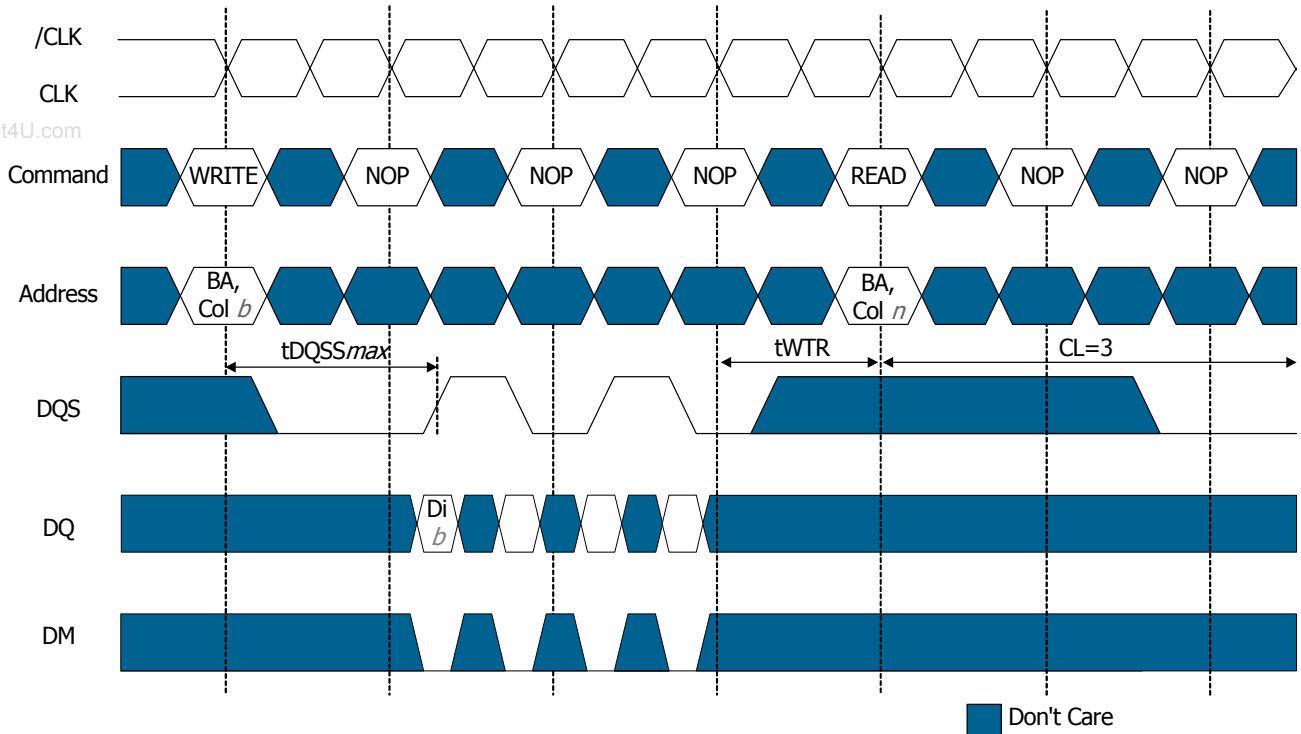 /CLK
CLK
t4U.com
Command
WRITE
NOP
NOP
NOP
READ
NOP
NOP
Address
BA,
Col b
BA,
Col n
tDQSSmax
tWTR
CL=3
DQS
DQ
Di
b
DM
Don't Care